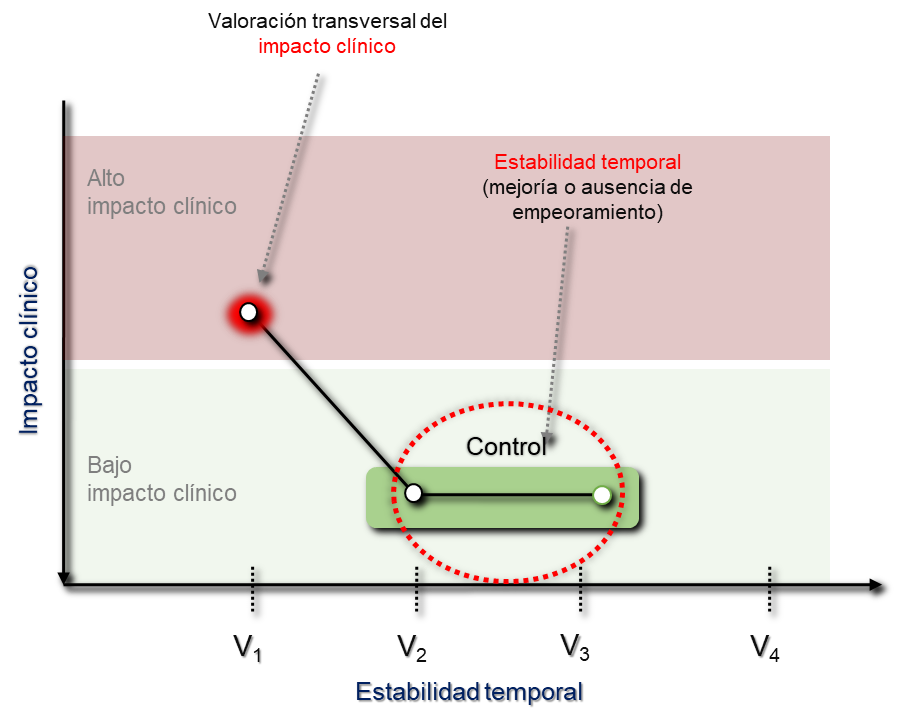 Valoración transversal del
impacto clínico
Estabilidad temporal
(mejoría o ausencia de
empeoramiento)
Alto
impacto clínico
Impacto clínico
Control
Bajo
impacto clínico
V1
V2
V3
V4
Estabilidad temporal